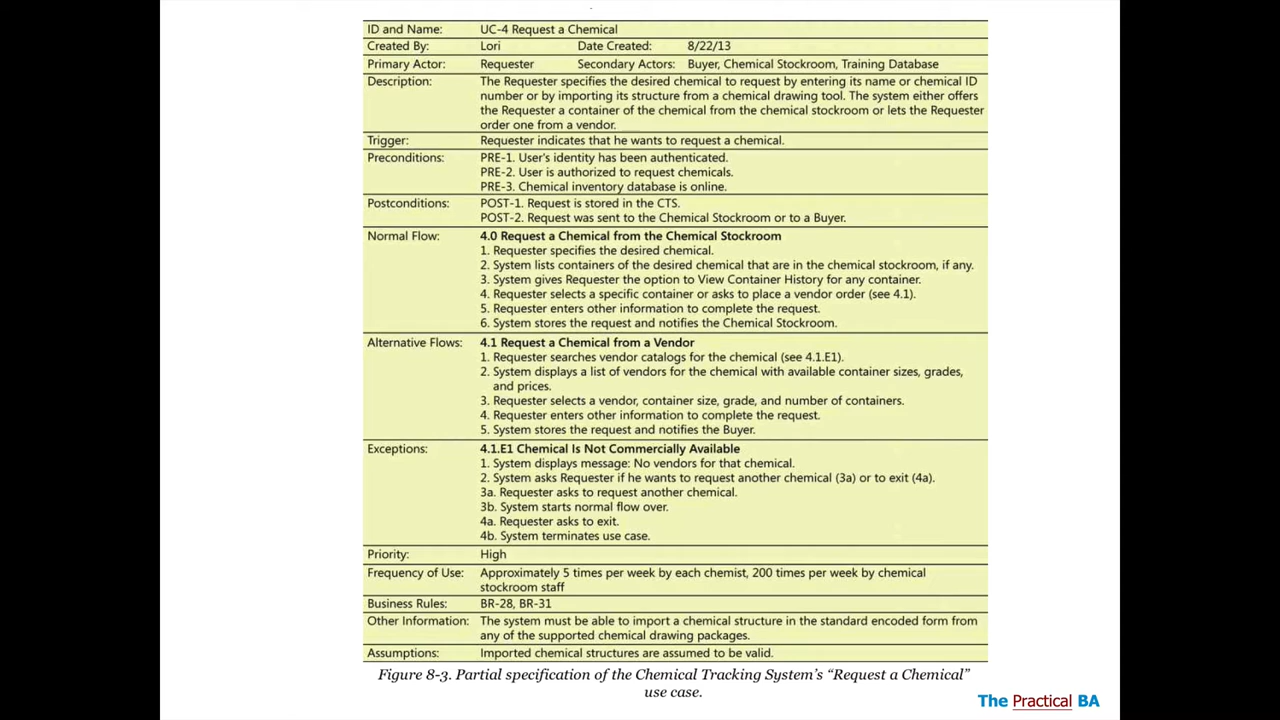 ID and Name: UC-4 Request a Chemical
Created By: Lori Date Created: 8/22/13
Primary Actor: Requester Secondary Actors: Buyer, Chemical Stockroom, Training Database
Description: The Requester specifies the desired chemical to request by entering its name or chemical ID
number or by importing its structure from a chemical drawing tool. The system either offers
the Requester a container of the chemical from the chemical stockroom or lets the Requester
order one from a vendor.
Trigger: Requester indicates that he wants to request a chemical.
Preconditions: PRE-1. User's identity has been authenticated.
PRE-2. User is authorized to request chemicals.
PRE-3. Chemical inventory database is online.
Postconditions: POST-1. Request is stored in the CTS.
POST-2. Request was sent to the Chemical Stockroom or to a Buyer.
Normal Flow: 4.0 Request a Chemical from the Chemical Stockroom
1. Requester specifies the desired chemical.
2. System lists containers of the desired chemical that are in the chemical stockroom, if any.
3. System gives Requester the option to View Container History for any container.
4. Requester selects a specific container or asks to place a vendor order (see 4.1).
5. Requester enters other information to complete the request.
6. System stores the request and notifies the Chemical Stockroom.
Alternative Flows: 4.1 Request a Chemical from a Vendor
1. Requester searches vendor catalogs for the chemical (see 4.1.E1).
2. System displays a list of vendors for the chemical with available container sizes, grades,
and prices.
3. Requester selects a vendor, container size, grade, and number of containers.
4. Requester enters other information to complete the request.
5. System stores the request and notifies the Buyer.
Exceptions: 4.1.E1 Chemical Is Not Commercially Available
1. System displays message: No vendors for that chemical.
2. System asks Requester if he wants to request another chemical (3a) or to exit (4a).
3a. Requester asks to request another chemical.
3b. System starts normal flow over.
4a. Requester asks to exit.
4b. System terminates use case.
Priority: High
Frequency of Use: Approximately 5 times per week by each chemist, 200 times per week by chemical
stockroom staff
Business Rules: BR-28, BR-31
Other Information: The system must be able to import a chemical structure in the standard encoded form from
any of the supported chemical drawing packages.
Assumptions: Imported chemical structures are assumed to be valid.
Figure 8-3. Partial specification of the Chemical Tracking System's “Request a Chemical”
use case.
The Practical BA